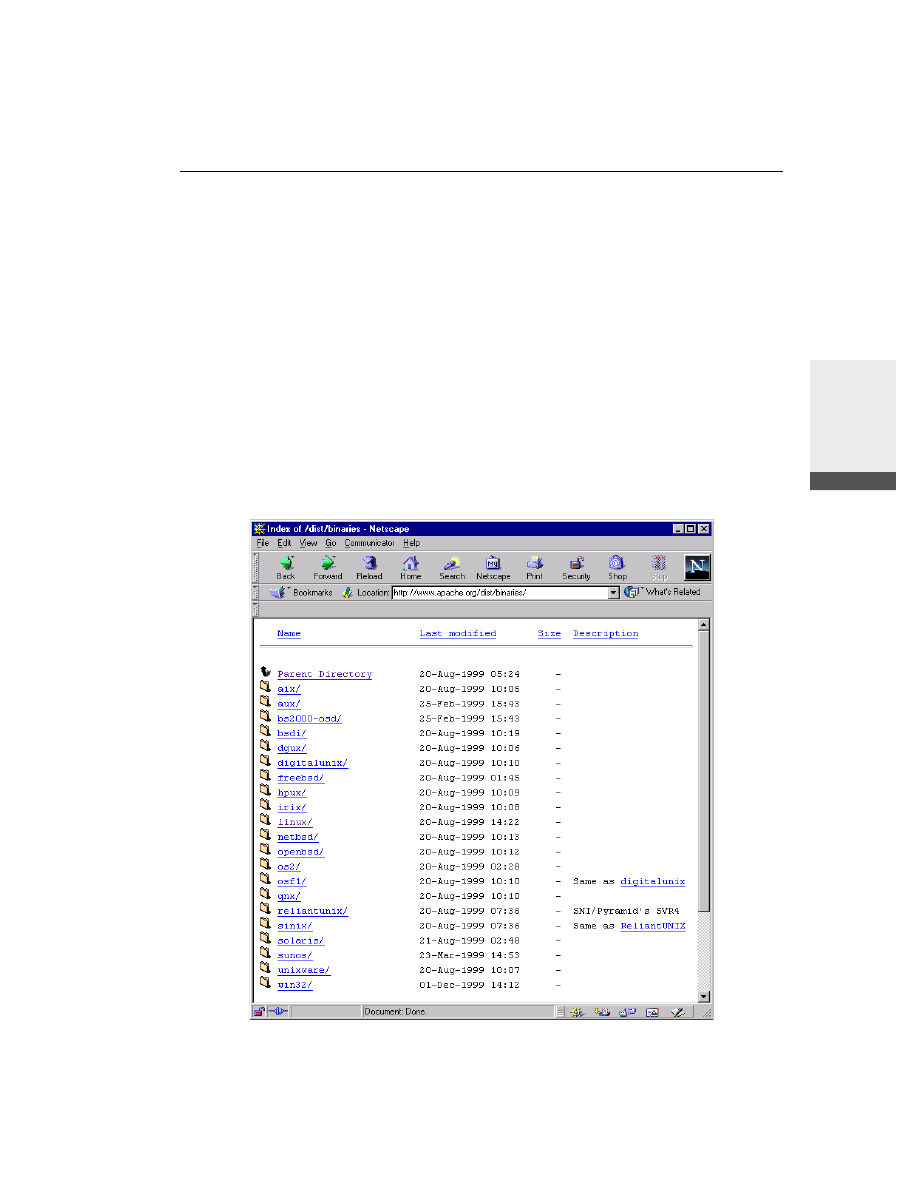 Index of /dist/binaries - Netscape
File Edit View Go Communicator Help
Back Forward Reload Home Search Netscape Print Security Shop Stop
Bookmarks Location: http://www.apache.org/dist/binaries/ What's Related
Name Last modified Size Description
Parent Directory 20-Aug-1999 05:24 -
aix/ 20-Aug-1999 10:05 -
aux/ 25-Feb-1999 15:43 -
bs2000-osd/ 25-Feb-1999 15:43 -
bsdi/ 20-Aug-1999 10:19 -
dgux/ 20-Aug-1999 10:06 -
digitalunix/ 20-Aug-1999 10:10 -
freebsd/ 20-Aug-1999 01:45 -
hpux/ 20-Aug-1999 10:09 -
irix/ 20-Aug-1999 10:08 -
linux/ 20-Aug-1999 14:22 -
netbsd/ 20-Aug-1999 10:13 -
openbsd/ 20-Aug-1999 10:12 -
os2/ 20-Aug-1999 02:28 -
osf1/ 20-Aug-1999 10:10 - Same as digitalunix
qnx/ 20-Aug-1999 10:10 -
reliantunix/ 20-Aug-1999 07:36 - SNI/Pyramid's SVR4
sinix/ 20-Aug-1999 07:36 - Same as ReliantUNIX
solaris/ 21-Aug-1999 02:48 -
sunos/ 23-Mar-1999 14:53 -
unixware/ 20-Aug-1999 10:07 -
win32/ 01-Dec-1999 14:12 -
Document: Done